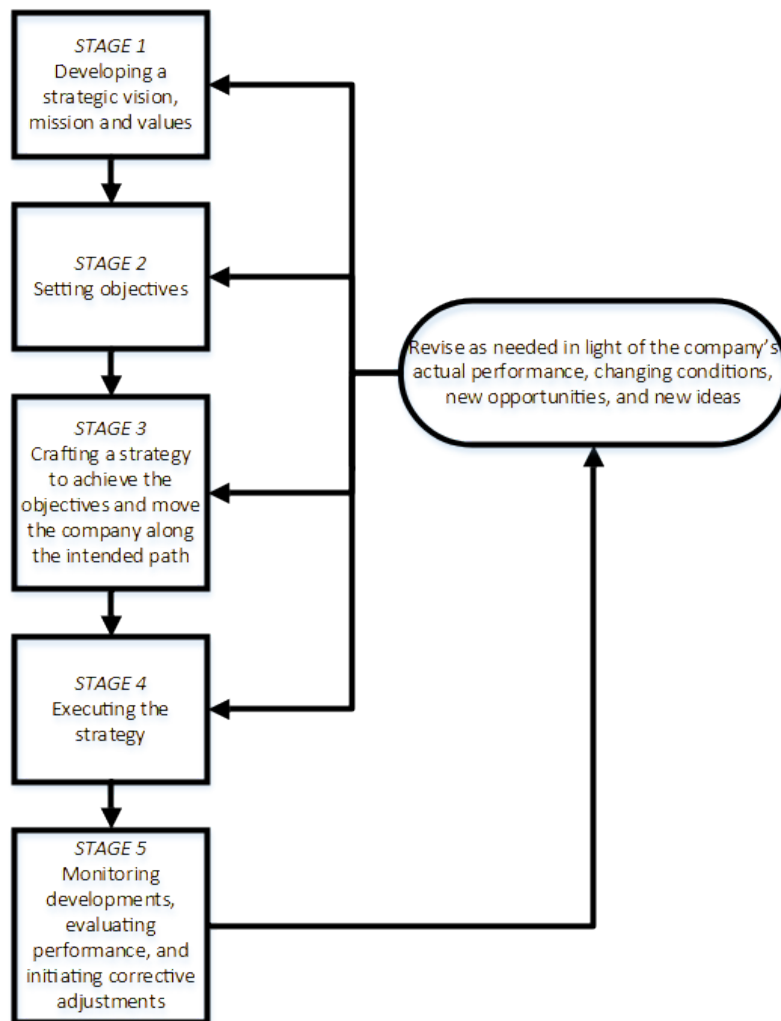 STAGE 1
Developing a
strategic vision,
mission and values
STAGE 2
Setting objectives
STAGE 3
Crafting a strategy
to achieve the
objectives and move
the company along
the intended path
STAGE 4
Executing the
strategy
STAGE 5
Monitoring
developments,
evaluating
performance, and
initiating corrective
adjustments
Revise as needed in light of the company’s
actual performance, changing conditions,
new opportunities, and new ideas